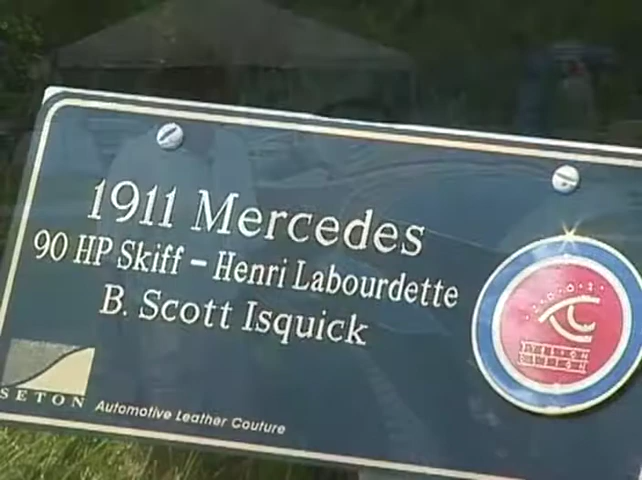 1911 Mercedes
90 HP Skiff – Henri Labourdette
B. Scott Isquick
SETON Automotive Leather Couture